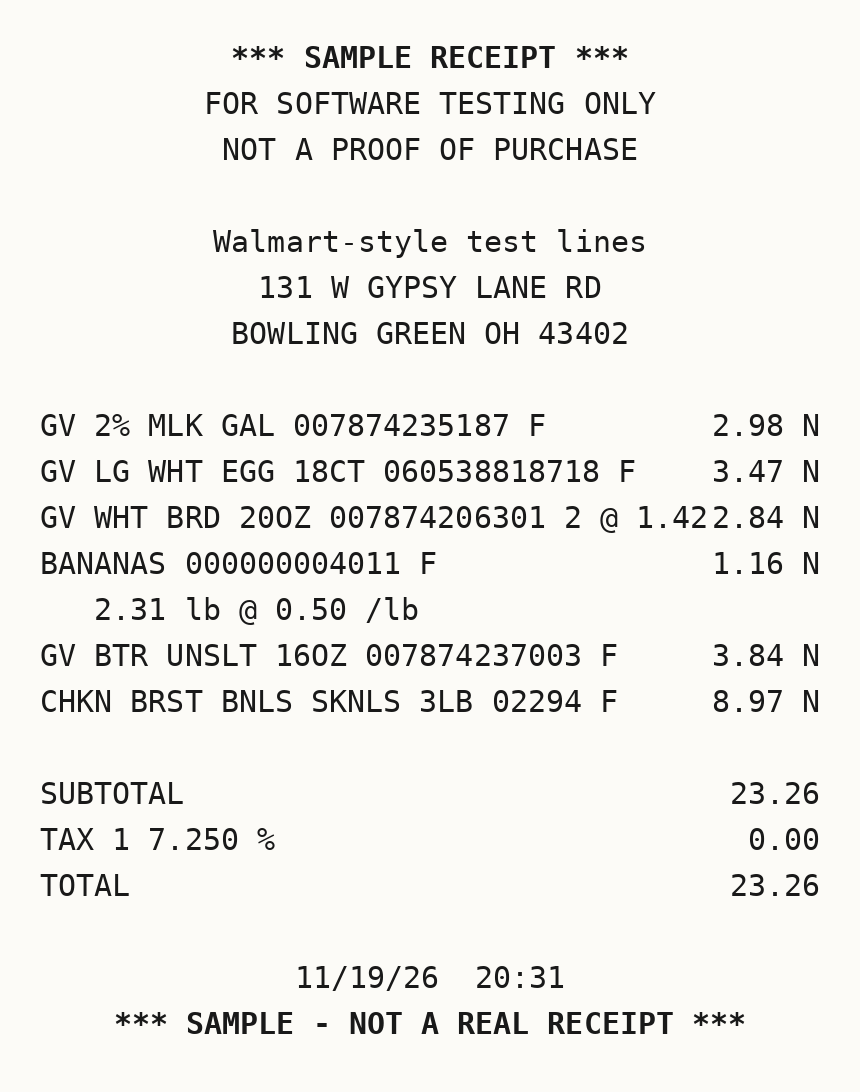 *** SAMPLE RECEIPT ***
FOR SOFTWARE TESTING ONLY
NOT A PROOF OF PURCHASE
Walmart-style test lines
131 W GYPSY LANE RD
BOWLING GREEN OH 43402
GV 2% MLK GAL 007874235187 F 2.98 N
GV LG WHT EGG 18CT 060538818718 F 3.47 N
GV WHT BRD 20OZ 007874206301 2 @ 1.42 2.84 N
BANANAS 000000004011 F 1.16 N
2.31 lb @ 0.50 /lb
GV BTR UNSLT 16OZ 007874237003 F 3.84 N
CHKN BRST BNLS SKNLS 3LB 02294 F 8.97 N
SUBTOTAL 23.26
TAX 1 7.250 % 0.00
TOTAL 23.26
11/19/26 20:31
*** SAMPLE - NOT A REAL RECEIPT ***